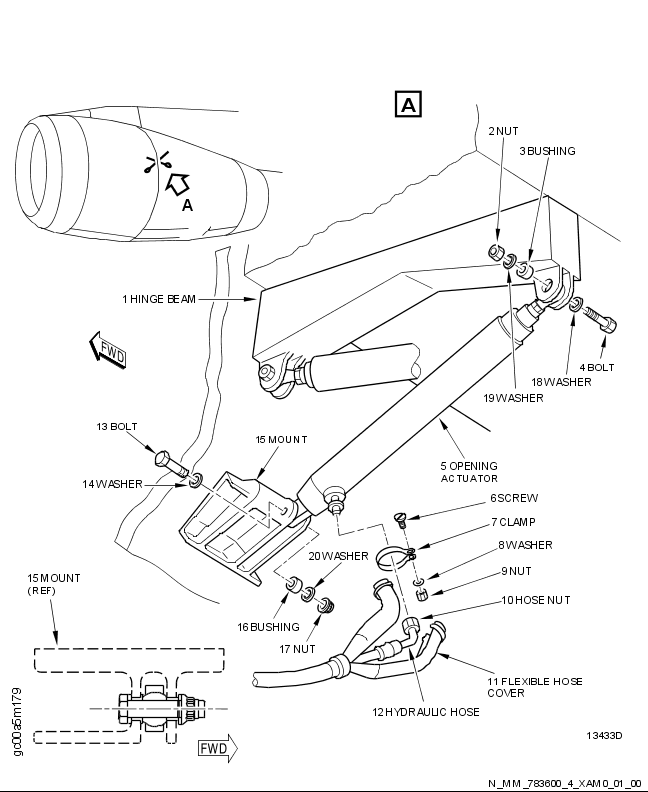 A
2 NUT
3 BUSHING
A
1 HINGE BEAM
FWD
4 BOLT
18 WASHER
19 WASHER
13 BOLT
15 MOUNT
5 OPENING
ACTUATOR
14 WASHER
6 SCREW
7 CLAMP
8 WASHER
20 WASHER
9 NUT
15 MOUNT
(REF)
10 HOSE NUT
16 BUSHING
17 NUT
11 FLEXIBLE HOSE
COVER
12 HYDRAULIC HOSE
gc00a5m179
FWD
13433D
N_MM_783600_4_XAM0_01_00